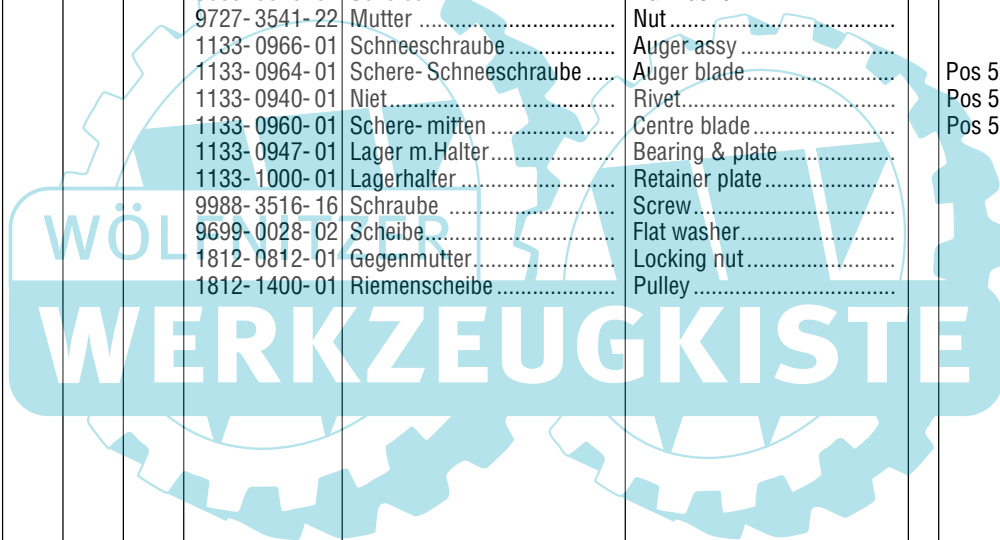 9727-3541-22 Mutter ........................... Nut ...........................
1133-0966-01 Schneeschraube ................. Auger assy .................
1133-0964-01 Schere-Schneeschraube ..... Auger blade ................. Pos 5
1133-0940-01 Niet ........................... Rivet ........................... Pos 5
1133-0960-01 Schere-mitten ................. Centre blade ................. Pos 5
1133-0947-01 Lager m.Halter ................. Bearing & plate .................
1133-1000-01 Lagerhalter ................. Retainer plate .................
9988-3516-16 Schraube ................. Screw .................
9699-0028-02 Scheibe ................. Flat washer .................
1812-0812-01 Gegenmutter ................. Locking nut .................
1812-1400-01 Riemenscheibe ................. Pulley .................
WÖLFNITZER
WERKZEUGKISTE